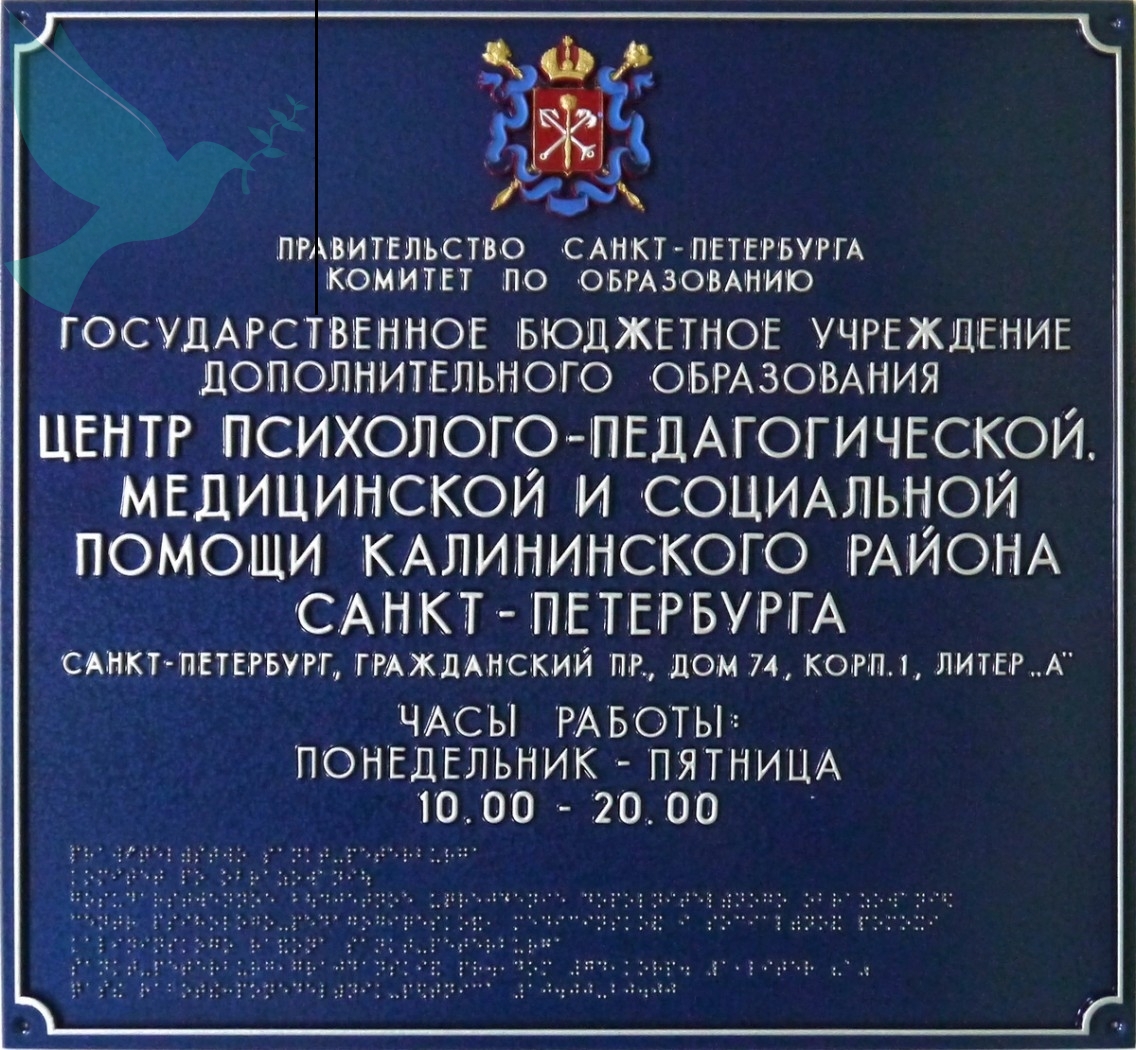 ПРАВИТЕЛЬСТВО САНКТ-ПЕТЕРБУРГА
КОМИТЕТ ПО ОБРАЗОВАНИЮ
ГОСУДАРСТВЕННОЕ БЮДЖЕТНОЕ УЧРЕЖДЕНИЕ
ДОПОЛНИТЕЛЬНОГО ОБРАЗОВАНИЯ
ЦЕНТР ПСИХОЛОГО-ПЕДАГОГИЧЕСКОЙ,
МЕДИЦИНСКОЙ И СОЦИАЛЬНОЙ
ПОМОЩИ КАЛИНИНСКОГО РАЙОНА
САНКТ-ПЕТЕРБУРГА
САНКТ-ПЕТЕРБУРГ, ГРАЖДАНСКИЙ ПР., ДОМ 74, КОРП.1, ЛИТЕР „А"
ЧАСЫ РАБОТЫ:
ПОНЕДЕЛЬНИК - ПЯТНИЦА
10.00 - 20.00